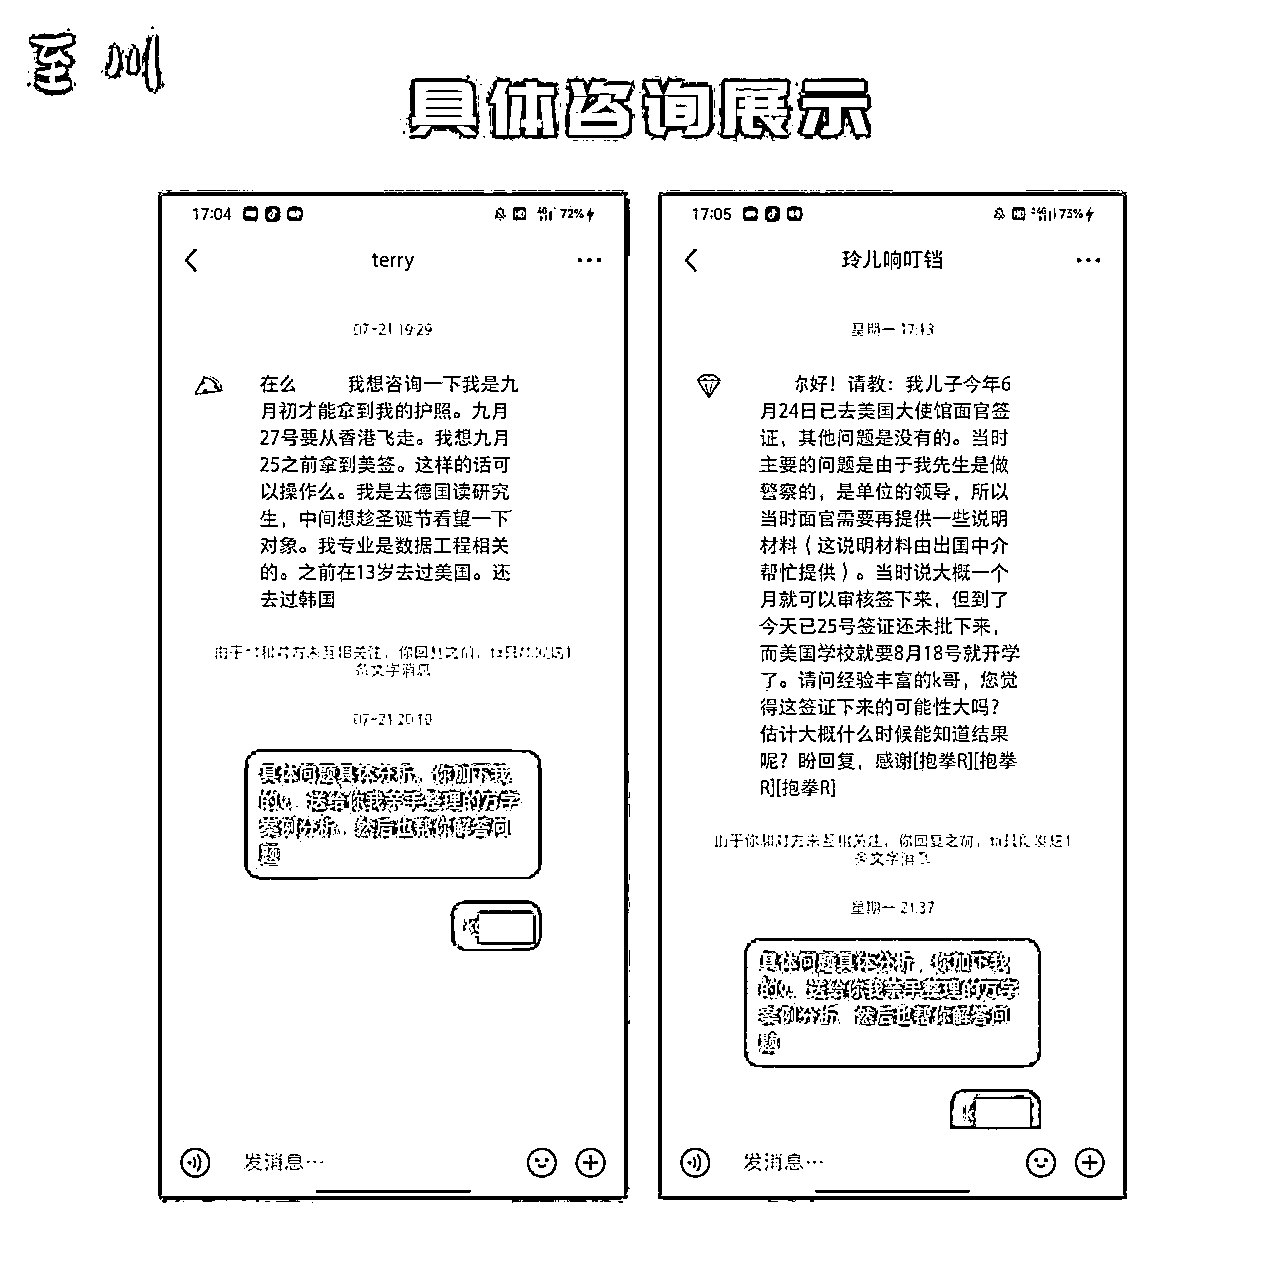 具体咨询展示
17:04
72%
terry
07-21 19:29
在么 我想咨询一下我是九
月初才能拿到我的护照。九月
27号要从香港飞走。我想九月
25之前拿到美签。这样的话可
以操作么。我是去德国读研究
生，中间想趁圣诞节看望一下
对象。我专业是数据工程相关
的。之前在13岁去过美国。还
去过韩国
条文字消息
07-21 20:10
具体问题具体分析，你加下我
的v，送给你我亲手整理的万字
案例分析，然后也帮你解答问
题
发消息…
17:05
73%
玲儿响叮铛
星期一 17:13
你好！请教：我儿子今年6
月24日已去美国大使馆面官签
证，其他问题是没有的。当时
主要的问题是由于我先生是做
警察的，是单位的领导，所以
当时面官需要再提供一些说明
材料（这说明材料由出国中介
帮忙提供）。当时说大概一个
月就可以审核签下来，但到了
今天已25号签证还未批下来，
而美国学校就要8月18号就开学
了。请问经验丰富的k哥，您觉
得这签证下来的可能性大吗？
估计大概什么时候能知道结果
呢？盼回复，感谢[抱拳R][抱拳
R][抱拳R]
由于你和对方未互相关注，你回复之前，
条文字消息
星期一 21:37
具体问题具体分析，你加下我
的v，送给你我亲手整理的万字
案例分析，然后也帮你解答问
题
发消息…